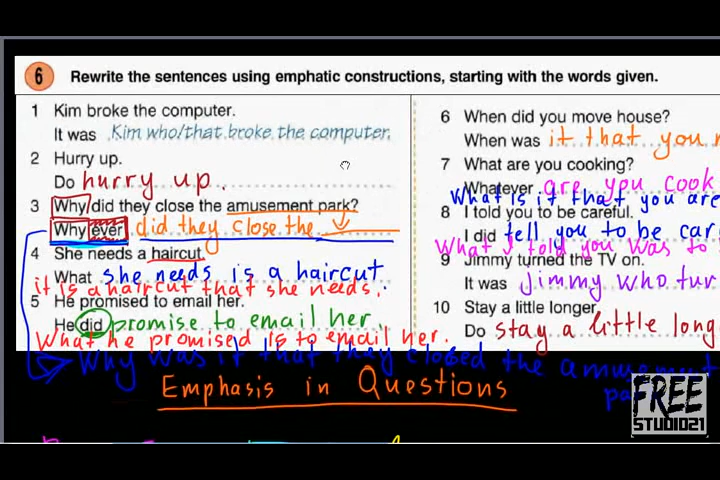 6 Rewrite the sentences using emphatic constructions, starting with the words given.
1 Kim broke the computer.
It was Kim who/that broke the computer.
2 Hurry up.
Do hurry up.
3 Why did they close the amusement park?
Why ever did they close the
4 She needs a haircut.
What she needs is a haircut.
it is a haircut that she needs.
5 He promised to email her.
He did promise to email her.
What he promised is to email her.
Why was it that they closed the amusement
pa
6 When did you move house?
When was it that you
7 What are you cooking?
Whatever are you cook
What is it that you are
8 I told you to be careful.
I did tell you to be car
What I told you was to
9 Jimmy turned the TV on.
It was Jimmy who tur
10 Stay a little longer.
Do stay a little long
Emphasis in Questions
FREE
STUDIO21